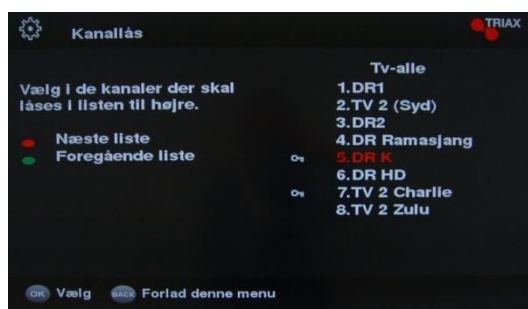 Kanallås
TRIAX
Tv-alle
Vælg i de kanaler der skal
låses i listen til højre.
Næste liste
Foregående liste
1.DR1
2.TV 2 (Syd)
3.DR2
4.DR Ramasjang
5.DR K
6.DR HD
7.TV 2 Charlie
8.TV 2 Zulu
OK Vælg BACK Forlad denne menu